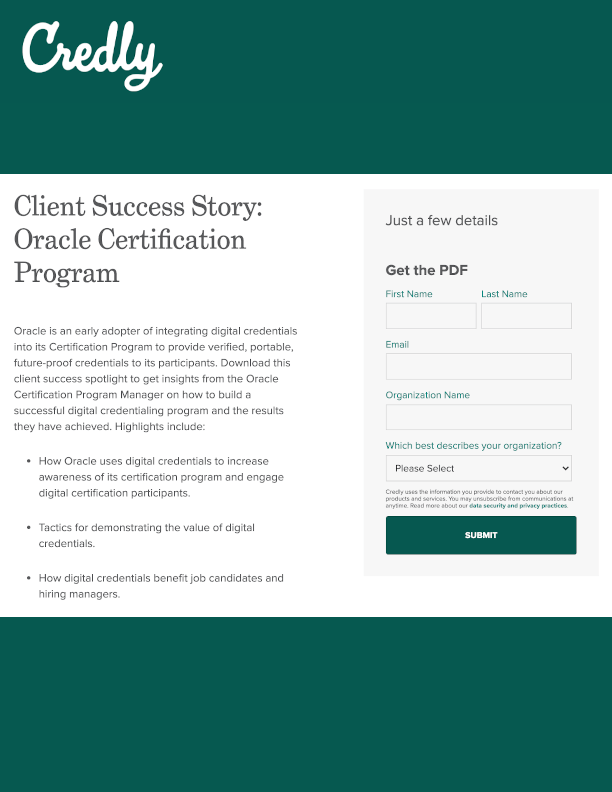 Credly
Client Success Story:
Oracle Certification
Program
Oracle is an early adopter of integrating digital credentials
into its Certification Program to provide verified, portable,
future-proof credentials to its participants. Download this
client success spotlight to get insights from the Oracle
Certification Program Manager on how to build a
successful digital credentialing program and the results
they have achieved. Highlights include:
• How Oracle uses digital credentials to increase
awareness of its certification program and engage
digital certification participants.
• Tactics for demonstrating the value of digital
credentials.
• How digital credentials benefit job candidates and
hiring managers.
Just a few details
Get the PDF
First Name Last Name
Email
Organization Name
Which best describes your organization?
Please Select
Credly uses the information you provide to contact you about our
products and services. You may unsubscribe from communications at
anytime. Read more about our data security and privacy practices.
SUBMIT